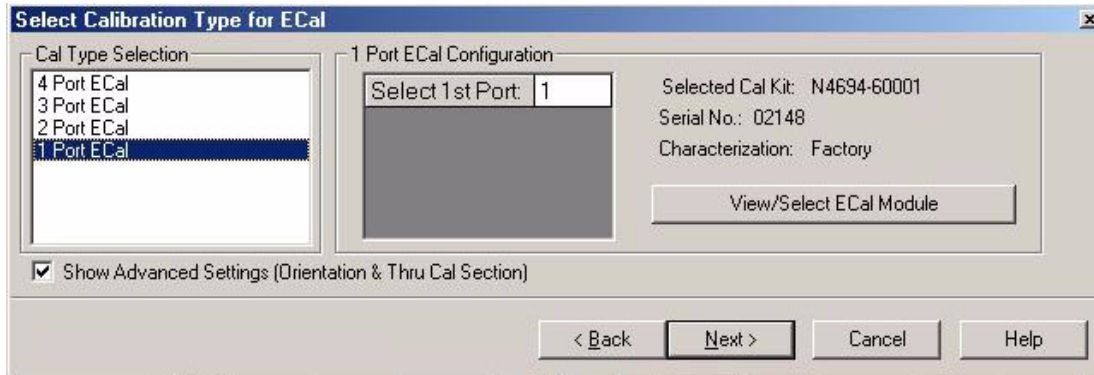 Select Calibration Type for ECal
Cal Type Selection
4 Port ECal
3 Port ECal
2 Port ECal
1 Port ECal
1 Port ECal Configuration
Select 1st Port: 1
Selected Cal Kit: N4694-60001
Serial No.: 02148
Characterization: Factory
View/Select ECal Module
Show Advanced Settings (Orientation & Thru Cal Section)
< Back
Next >
Cancel
Help